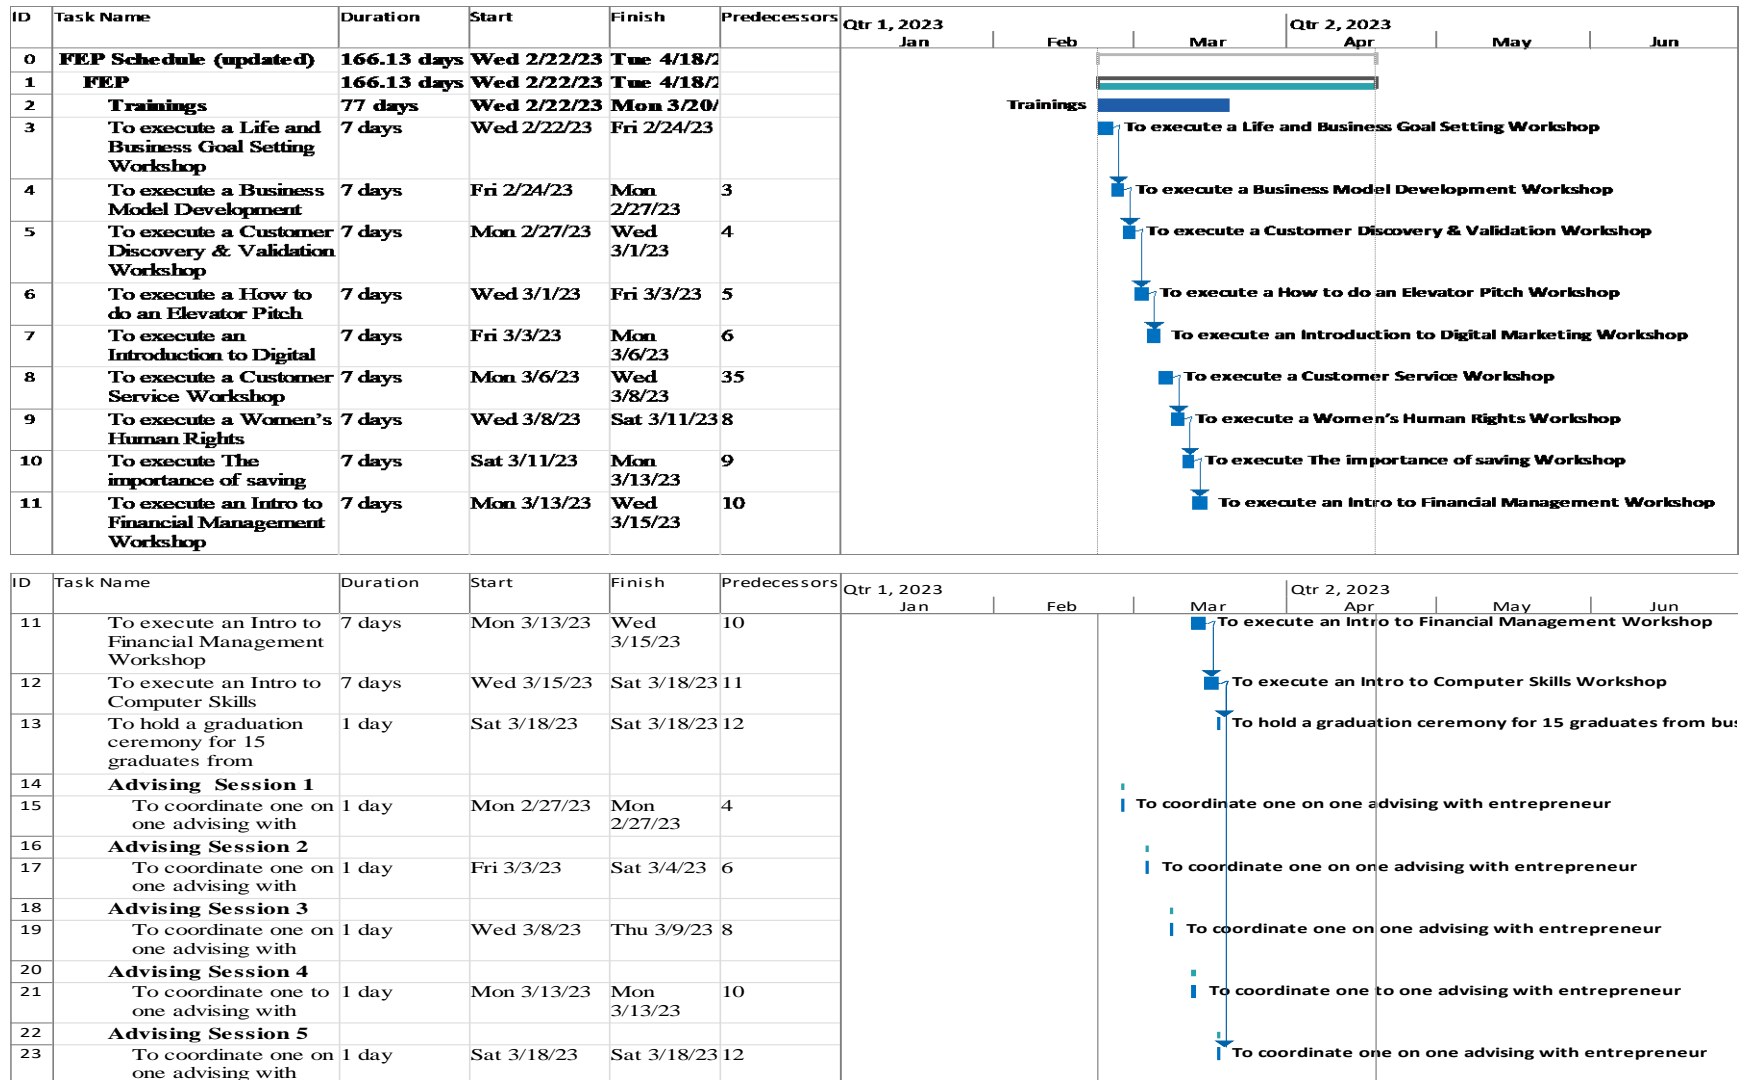 ID Task Name Duration Start Finish Predecessors Qtr 1, 2023 Qtr 2, 2023
Jan Feb Mar Apr May Jun
0 FEP Schedule (updated) 166.13 days Wed 2/22/23 Tue 4/18/2
1 FEP 166.13 days Wed 2/22/23 Tue 4/18/2
2 Trainings 77 days Wed 2/22/23 Mon 3/20/ Trainings
3 To execute a Life and 7 days Wed 2/22/23 Fri 2/24/23 To execute a Life and Business Goal Setting Workshop
Business Goal Setting
Workshop
4 To execute a Business 7 days Fri 2/24/23 Mon 3 To execute a Business Model Development Workshop
Model Development 2/27/23
5 To execute a Customer 7 days Mon 2/27/23 Wed 4 To execute a Customer Discovery & Validation Workshop
Discovery & Validation 3/1/23
Workshop
6 To execute a How to 7 days Wed 3/1/23 Fri 3/3/23 5 To execute a How to do an Elevator Pitch Workshop
do an Elevator Pitch
7 To execute an 7 days Fri 3/3/23 Mon 6 To execute an Introduction to Digital Marketing Workshop
Introduction to Digital 3/6/23
8 To execute a Customer 7 days Mon 3/6/23 Wed 35 To execute a Customer Service Workshop
Service Workshop 3/8/23
9 To execute a Women's 7 days Wed 3/8/23 Sat 3/11/23 8 To execute a Women's Human Rights Workshop
Human Rights
10 To execute The 7 days Sat 3/11/23 Mon 9 To execute The importance of saving Workshop
importance of saving 3/13/23
11 To execute an Intro to 7 days Mon 3/13/23 Wed 10 To execute an Intro to Financial Management Workshop
Financial Management 3/15/23
Workshop
ID Task Name Duration Start Finish Predecessors Qtr 1, 2023 Qtr 2, 2023
Jan Feb Mar Apr May Jun
11 To execute an Intro to 7 days Mon 3/13/23 Wed 10 To execute an Intro to Financial Management Workshop
Financial Management 3/15/23
Workshop
12 To execute an Intro to 7 days Wed 3/15/23 Sat 3/18/23 11 To execute an Intro to Computer Skills Workshop
Computer Skills
13 To hold a graduation 1 day Sat 3/18/23 Sat 3/18/23 12 To hold a graduation ceremony for 15 graduates from bus
ceremony for 15
graduates from
14 Advising Session 1
15 To coordinate one on 1 day Mon 2/27/23 Mon 4 To coordinate one on one advising with entrepreneur
one advising with 2/27/23
16 Advising Session 2
17 To coordinate one on 1 day Fri 3/3/23 Sat 3/4/23 6 To coordinate one on one advising with entrepreneur
one advising with
18 Advising Session 3
19 To coordinate one on 1 day Wed 3/8/23 Thu 3/9/23 8 To coordinate one on one advising with entrepreneur
one advising with
20 Advising Session 4
21 To coordinate one to 1 day Mon 3/13/23 Mon 10 To coordinate one to one advising with entrepreneur
one advising with 3/13/23
22 Advising Session 5
23 To coordinate one on 1 day Sat 3/18/23 Sat 3/18/23 12 To coordinate one on one advising with entrepreneur
one advising with